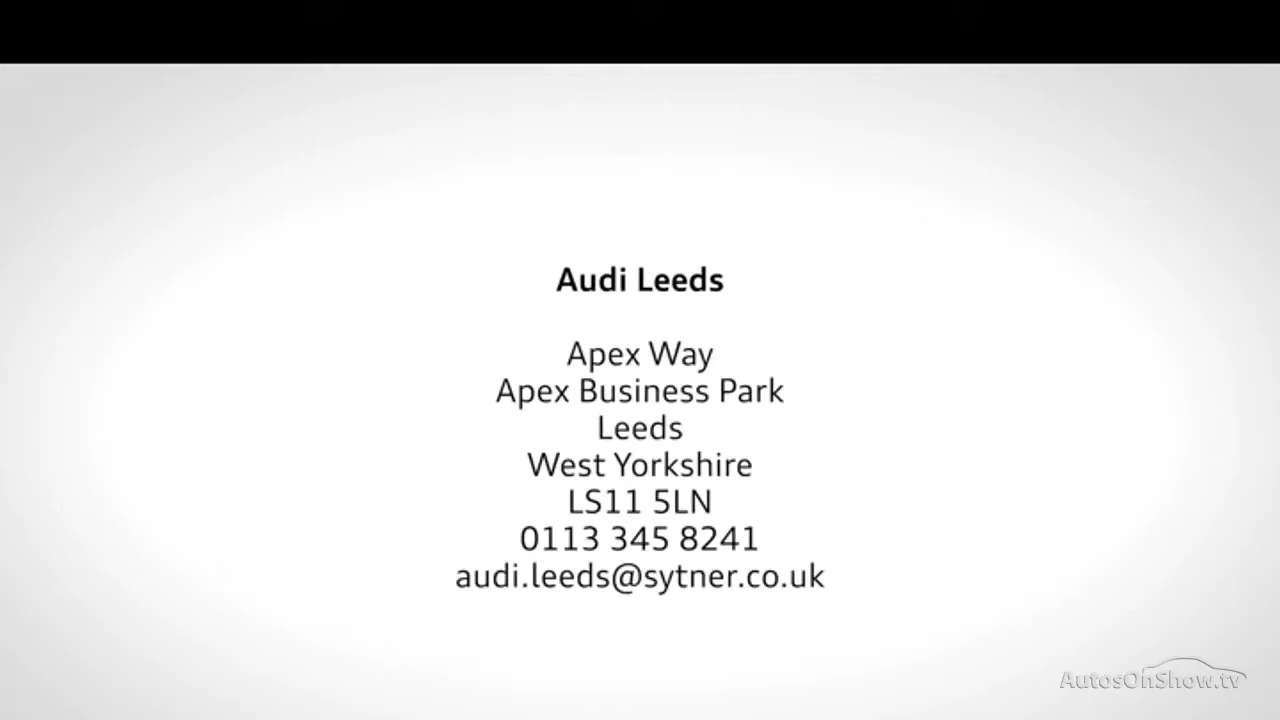 Audi Leeds
Apex Way
Apex Business Park
Leeds
West Yorkshire
LS11 5LN
0113 345 8241
audi.leeds@sytner.co.uk
AutosOnShow.tv